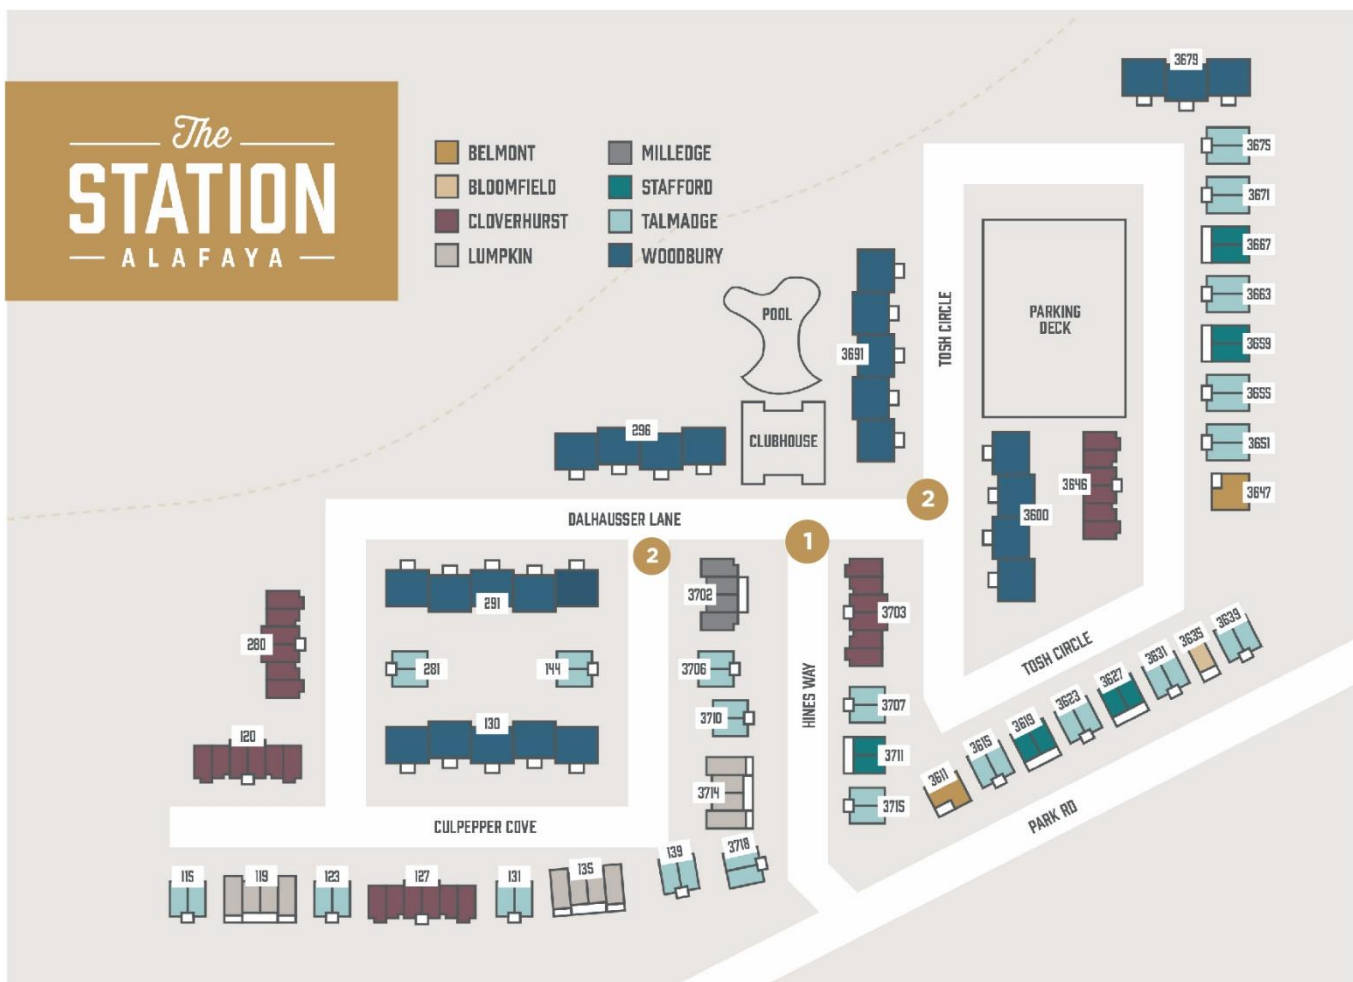 The
STATION
ALAFAYA
BELMONT
BLOOMFIELD
CLOVERHURST
LUMPKIN
MILLEDGE
STAFFORD
TALMADGE
WOODBURY
3679
3675
3671
3667
3663
3659
3655
3651
3647
POOL
CLUBHOUSE
3691
296
TOSH CIRCLE
PARKING
DECK
3600
3646
2
DALHAUSSER LANE
2
1
291
281
144
130
280
120
3702
3706
3710
3714
3718
HINES WAY
3703
3707
3711
3715
TOSH CIRCLE
3639
3635
3631
3627
3623
3619
3615
3611
PARK RD
CULPEPPER COVE
115
119
123
127
131
135
139